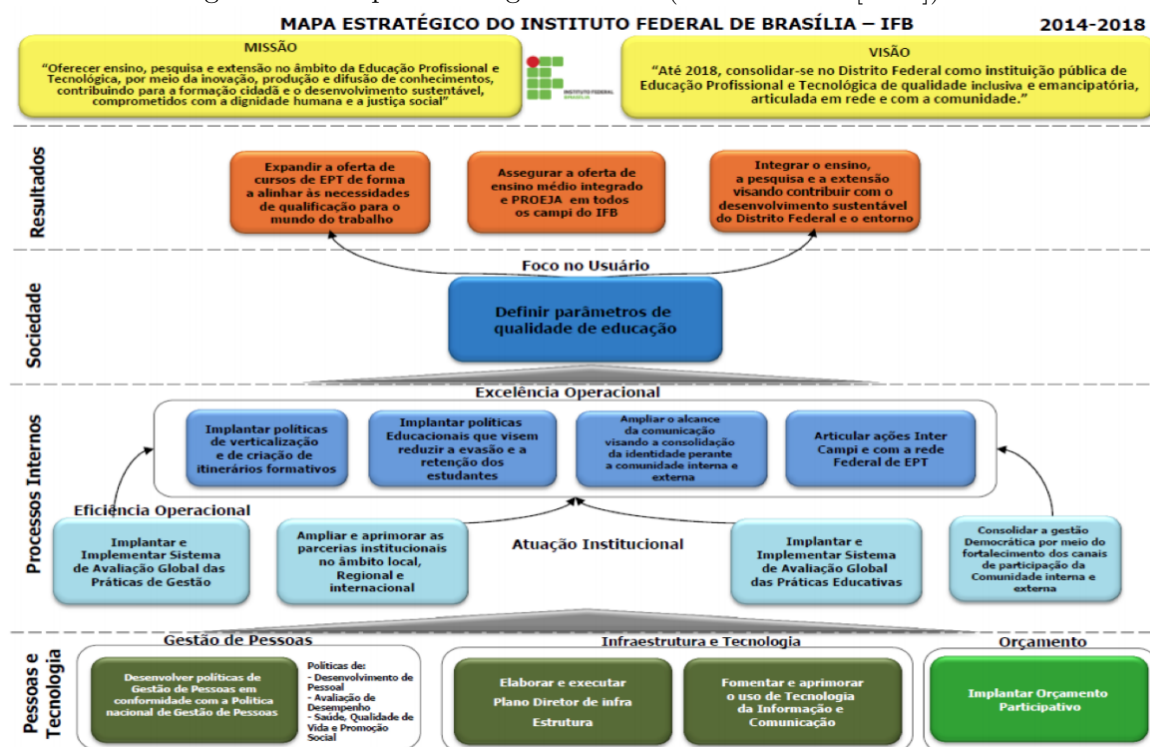 MAPA ESTRATÉGICO DO INSTITUTO FEDERAL DE BRASÍLIA – IFB 2014-2018
MISSÃO
"Oferecer ensino, pesquisa e extensão no âmbito da Educação Profissional e
Tecnológica, por meio da inovação, produção e difusão de conhecimentos,
contribuindo para a formação cidadã e o desenvolvimento sustentável,
comprometidos com a dignidade humana e a justiça social"
INSTITUTO FEDERAL
BRASÍLIA
VISÃO
"Até 2018, consolidar-se no Distrito Federal como instituição pública de
Educação Profissional e Tecnológica de qualidade inclusiva e emancipatória,
articulada em rede e com a comunidade."
Resultados
Expandir a oferta de
cursos de EPT de forma
a alinhar às necessidades
de qualificação para o
mundo do trabalho
Assegurar a oferta de
ensino médio integrado
e PROEJA em todos
os campi do IFB
Integrar o ensino,
a pesquisa e a extensão
visando contribuir com o
desenvolvimento sustentável
do Distrito Federal e o entorno
Sociedade
Foco no Usuário
Definir parâmetros de
qualidade de educação
Processos Internos
Excelência Operacional
Implantar políticas
de verticalização
e de criação de
itinerários formativos
Implantar políticas
Educacionais que visem
reduzir a evasão e a
retenção dos
estudantes
Ampliar o alcance
da comunicação
visando a consolidação
da identidade perante
a comunidade interna e
externa
Articular ações Inter
Campi e com a rede
Federal de EPT
Eficiência Operacional
Implantar e
Implementar Sistema
de Avaliação Global das
Práticas de Gestão
Ampliar e aprimorar as
parcerias institucionais
no âmbito local,
Regional e
internacional
Atuação Institucional
Implantar e
Implementar Sistema
de Avaliação Global
das Práticas Educativas
Consolidar a gestão
Democrática por meio do
fortalecimento dos canais
de participação da
Comunidade interna e
externa
Pessoas e
Tecnologia
Gestão de Pessoas
Desenvolver políticas de
Gestão de Pessoas em
conformidade com a Política
nacional de Gestão de Pessoas
Políticas de:
- Desenvolvimento de
Pessoal
- Avaliação de
Desempenho
- Saúde, Qualidade de
Vida e Promoção
Social
Infraestrutura e Tecnologia
Elaborar e executar
Plano Diretor de infra
Estrutura
Fomentar e aprimorar
o uso de Tecnologia
da Informação e
Comunicação
Orçamento
Implantar Orçamento
Participativo